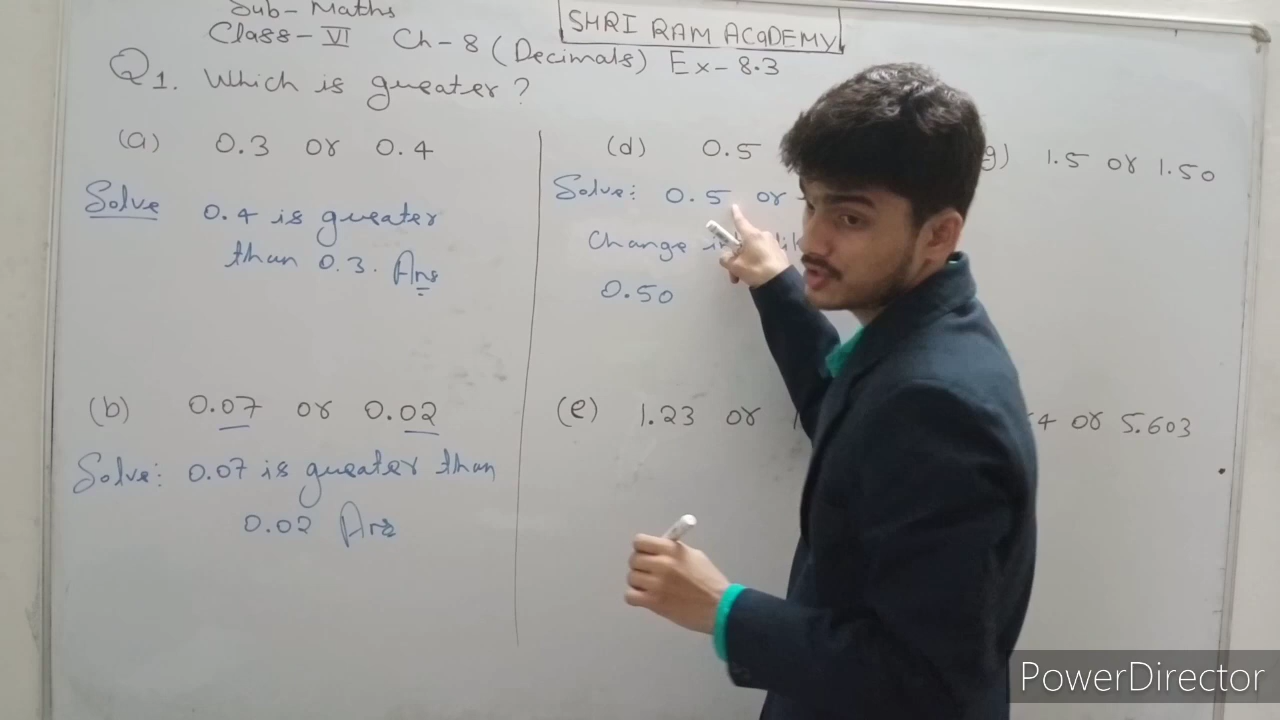 Sub - Maths
SHRI RAM ACADEMY
Class - VI Ch - 8 (Decimals) Ex - 8.3
Q1. Which is greater?
(a) 0.3 or 0.4
Solve 0.4 is greater
than 0.3. Ans
(b) 0.07 or 0.02
Solve: 0.07 is greater than
0.02 Ans
(d) 0.5
Solve: 0.5 or
Change
0.50
(e) 1.23 or
g) 1.5 or 1.50
or 5.603
PowerDirector